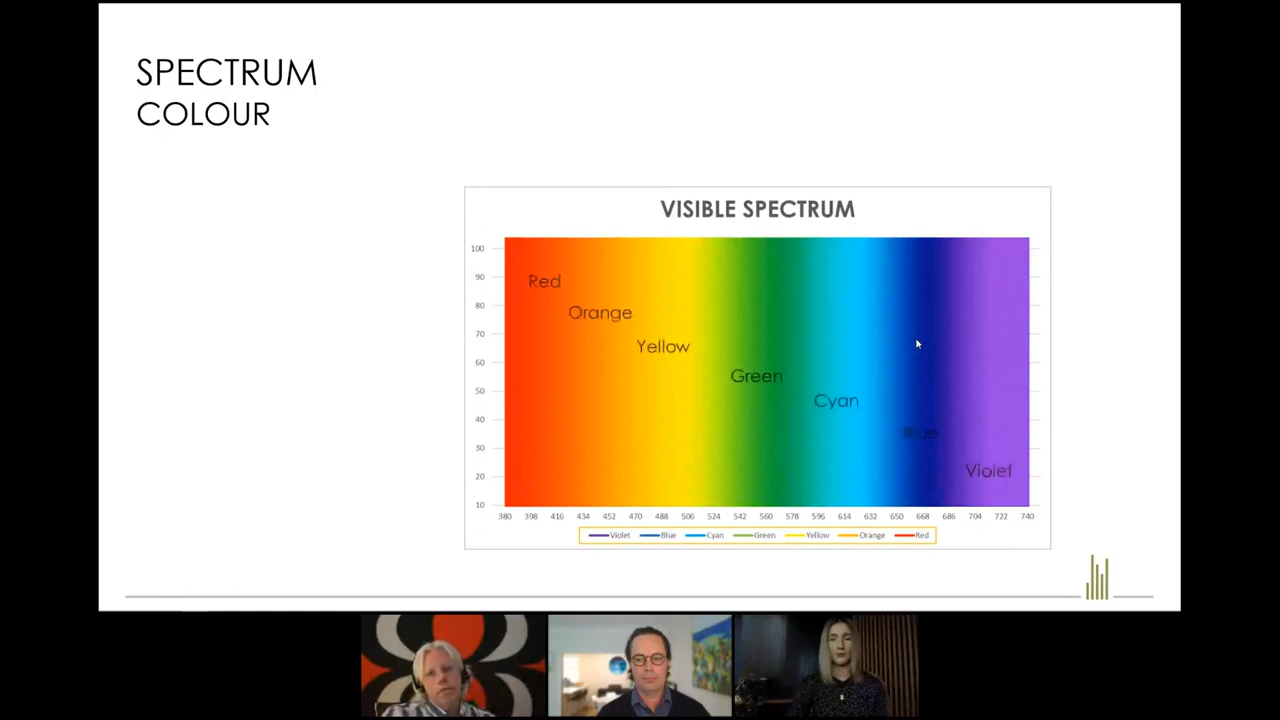 SPECTRUM
COLOUR
VISIBLE SPECTRUM
100
90
80
70
60
50
40
30
20
10
Red
Orange
Yellow
Green
Cyan
Blue
Violet
380 398 416 434 452 470 488 506 524 542 560 578 596 614 632 650 668 686 704 722 740
Violet Blue Cyan Green Yellow Orange Red